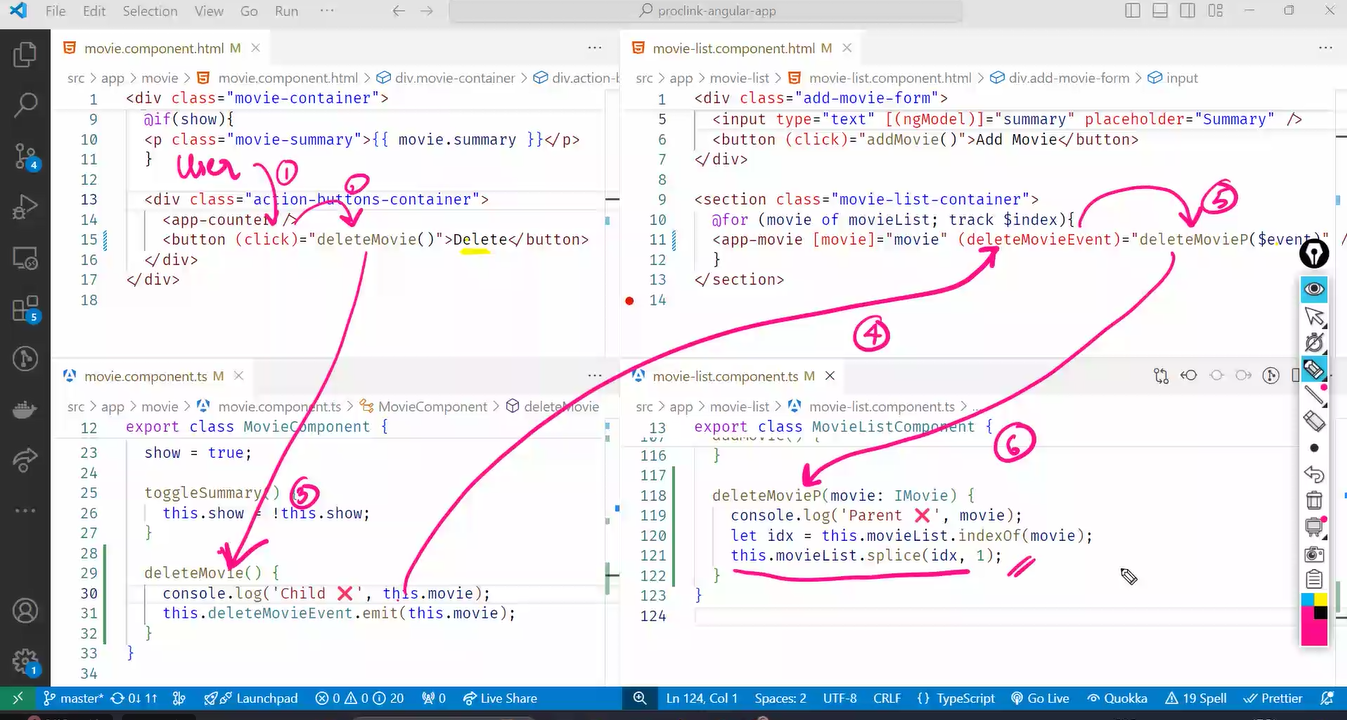 File Edit Selection View Go Run ··· proclink-angular-app
movie.component.html M
src > app > movie > movie.component.html > div.movie-container > div.action-b
1 <div class="movie-container">
9 @if(show){
10 <p class="movie-summary">{{ movie.summary }}</p>
11 }
User ①
12
13 <div class="action-buttons-container">
14 <app-counter />
15 <button (click)="deleteMovie()">Delete</button>
16 </div>
17 </div>
18
movie-list.component.html M
src > app > movie-list > movie-list.component.html > div.add-movie-form > input
1 <div class="add-movie-form">
5 <input type="text" [(ngModel)]="summary" placeholder="Summary" />
6 <button (click)="addMovie()">Add Movie</button>
7 </div>
8
9 <section class="movie-list-container">
10 @for (movie of movieList; track $index){
⑤
11 <app-movie [movie]="movie" (deleteMovieEvent)="deleteMovieP($event)" /
12 }
13 </section>
14
④
movie.component.ts M
src > app > movie > movie.component.ts > MovieComponent > deleteMovie
12 export class MovieComponent {
23 show = true;
24
25 toggleSummary() {
③
26 this.show = !this.show;
27 }
28
29 deleteMovie() {
30 console.log('Child ❌', this.movie);
31 this.deleteMovieEvent.emit(this.movie);
32 }
33 }
34
movie-list.component.ts M
src > app > movie-list > movie-list.component.ts > ...
13 export class MovieListComponent {
⑥
107 addMovie() {
116 }
117
118 deleteMovieP(movie: IMovie) {
119 console.log('Parent ❌', movie);
120 let idx = this.movieList.indexOf(movie);
121 this.movieList.splice(idx, 1);
122 }
123 }
124
4
5
1
master* 0↓ 1↑ Launchpad 0 0 20 0 Live Share Ln 124, Col 1 Spaces: 2 UTF-8 CRLF {} TypeScript Go Live Quokka 19 Spell Prettier